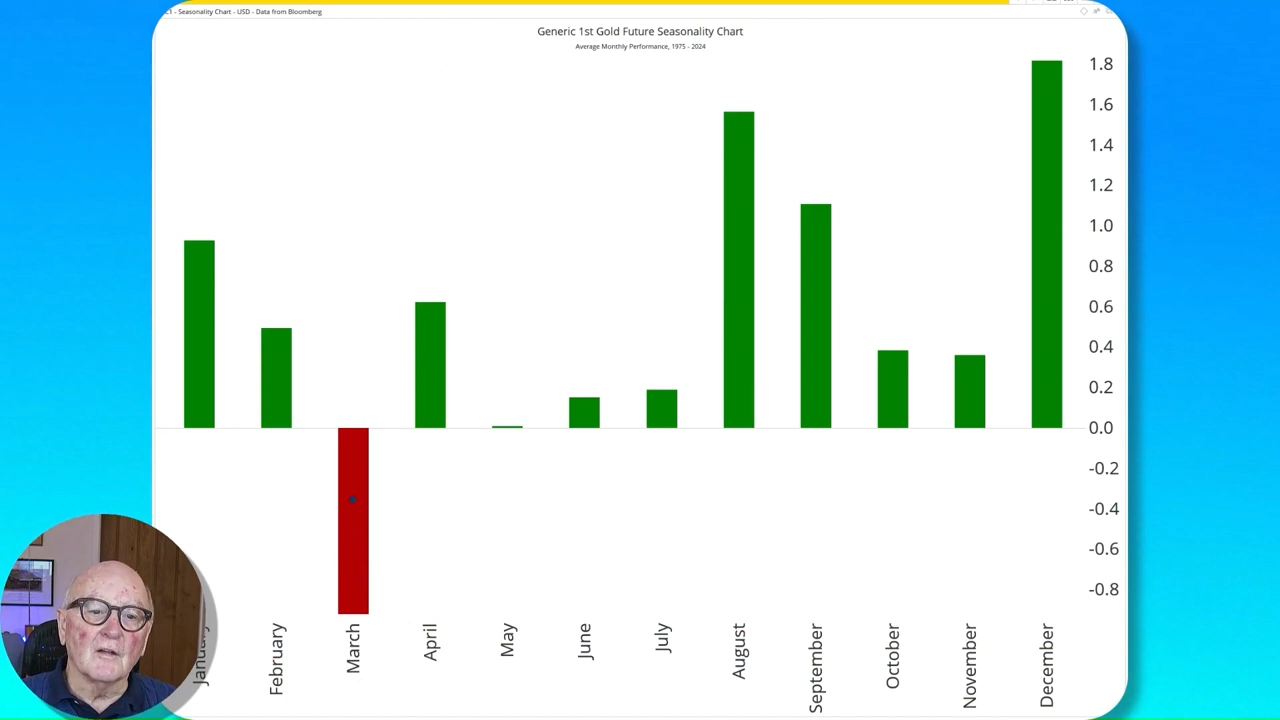 - Seasonality Chart - USD - Data from Bloomberg
Generic 1st Gold Future Seasonality Chart
Average Monthly Performance, 1975 - 2024
1.8
1.6
1.4
1.2
1.0
0.8
0.6
0.4
0.2
0.0
-0.2
-0.4
-0.6
-0.8
January
February
March
April
May
June
July
August
September
October
November
December